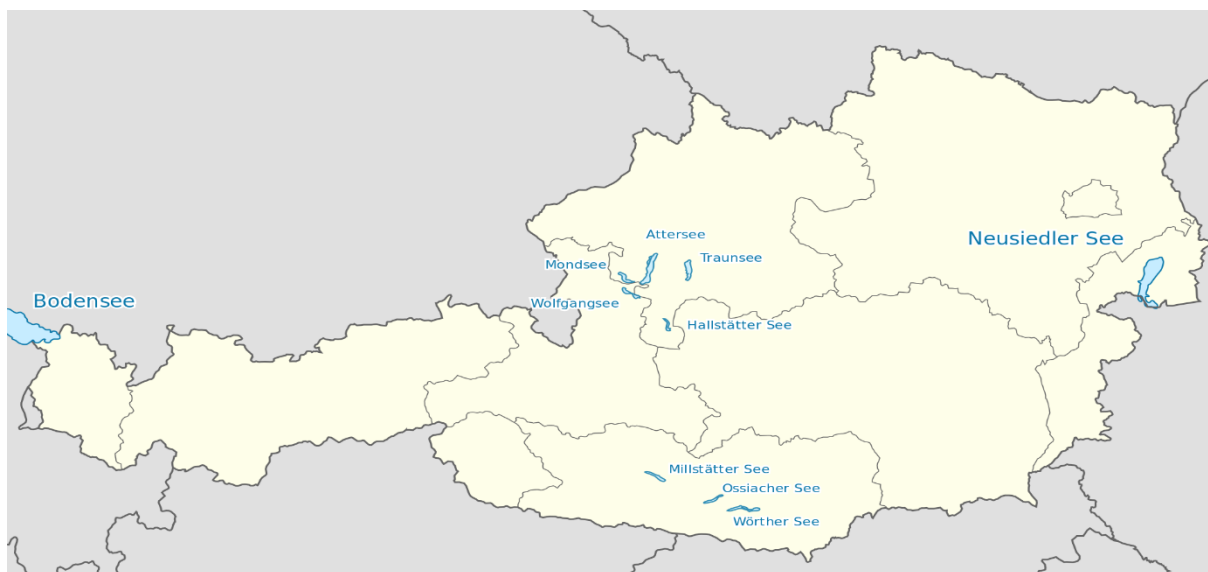 Attersee
Neusiedler See
Traunsee
Mondsee
Bodensee
Wolfgangsee
Hallstätter See
Millstätter See
Ossiacher See
Wörther See